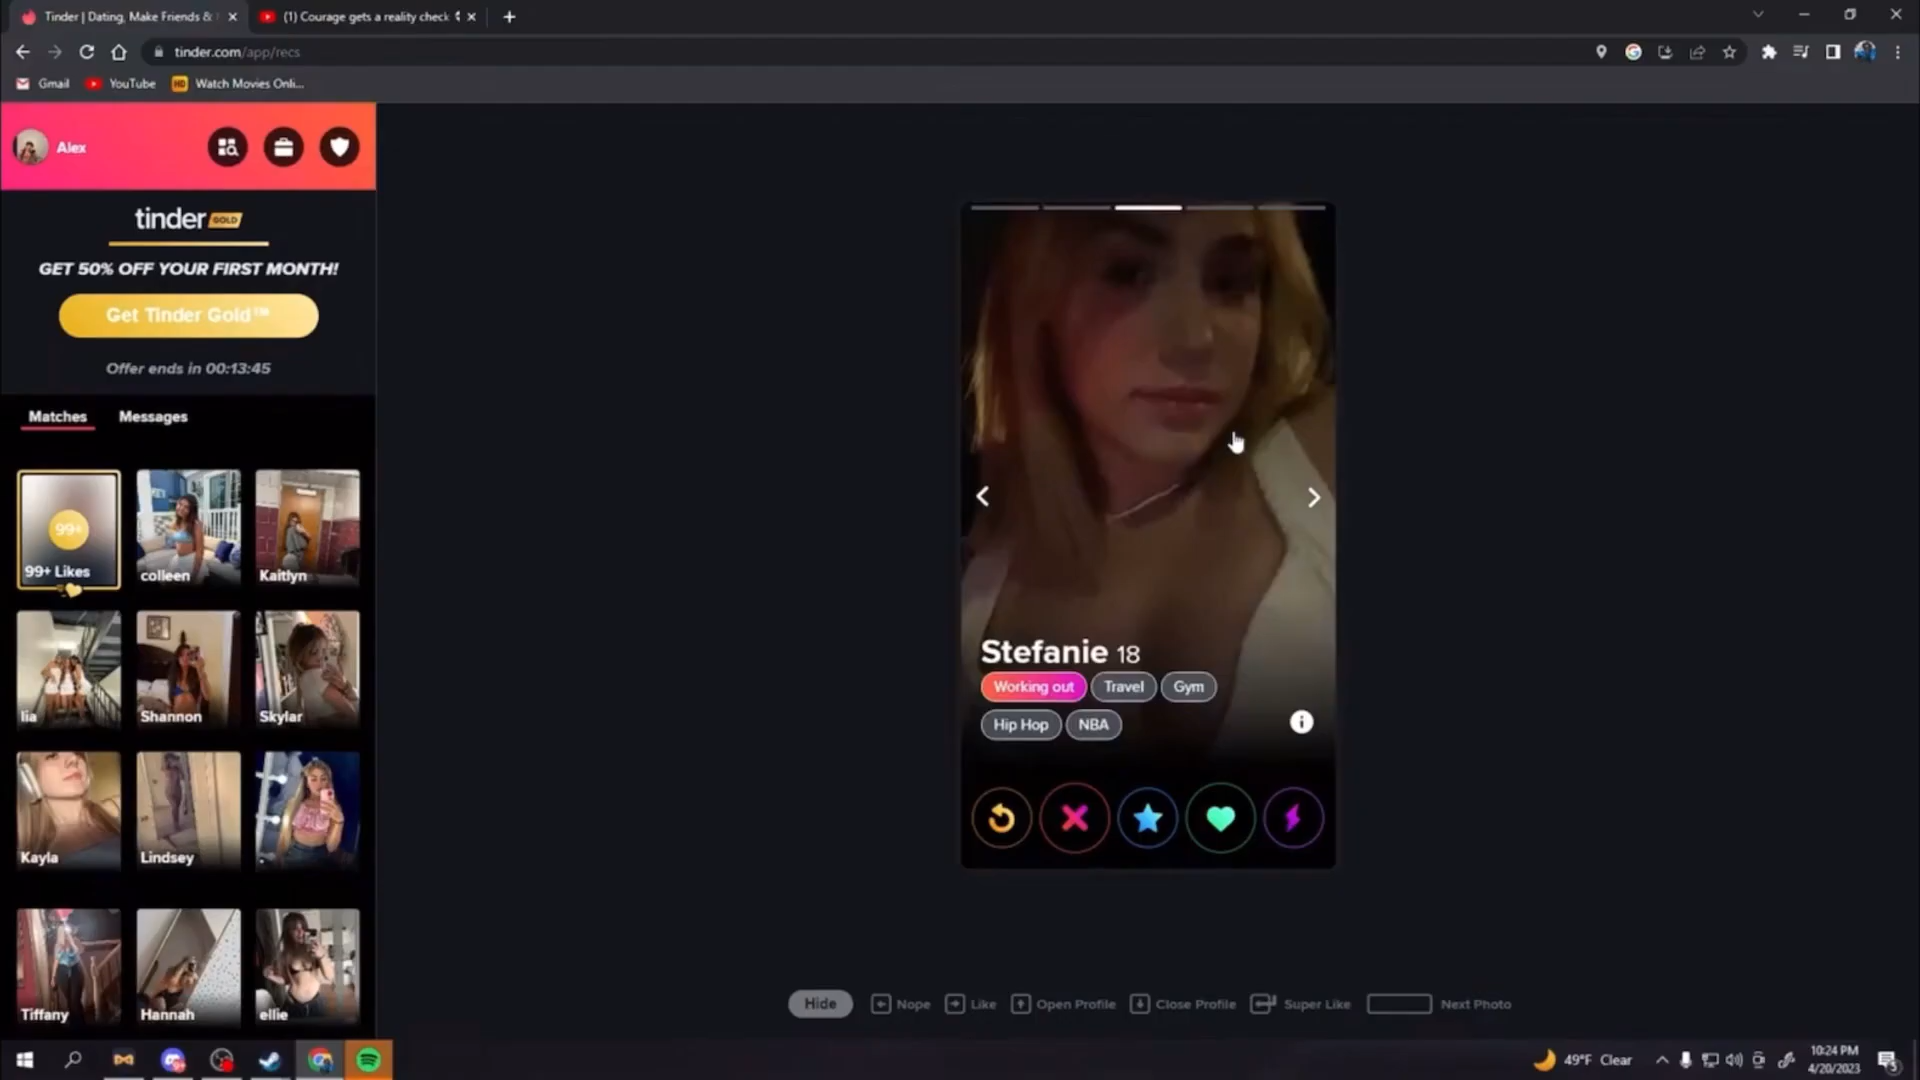 Tinder | Dating, Make Friends &
(1) Courage gets a reality check
tinder.com/app/recs
Gmail
YouTube
HD
Watch Movies Onli...
Alex
tinder GOLD
GET 50% OFF YOUR FIRST MONTH!
Get Tinder Gold™
Offer ends in 00:13:45
Matches
Messages
99+
99+ Likes
colleen
Kaitlyn
lia
Shannon
Skylar
Kayla
Lindsey
.
Tiffany
Hannah
ellie
Stefanie 18
Working out
Travel
Gym
Hip Hop
NBA
Hide
Nope
Like
Open Profile
Close Profile
Super Like
Next Photo
49°F Clear
10:24 PM
4/20/2023